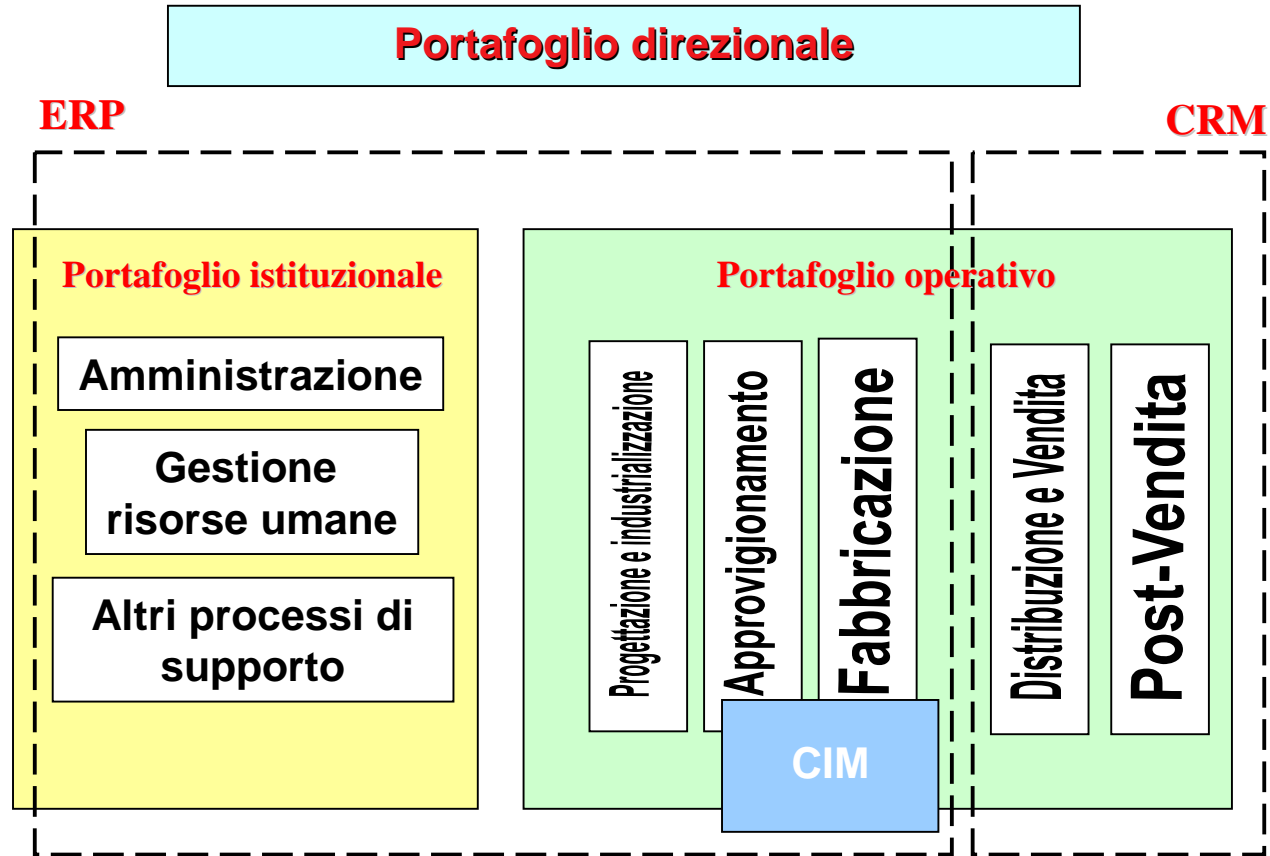 Portafoglio direzionale
ERP
CRM
Portafoglio istituzionale
Amministrazione
Gestione
risorse umane
Altri processi di
supporto
Portafoglio operativo
Progettazione e industrializzazione
Approvigionamento
Fabbricazione
Distribuzione e Vendita
Post-Vendita
CIM